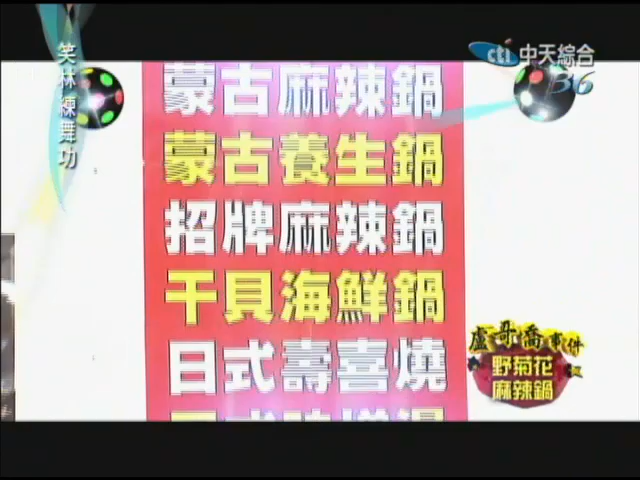 笑林練舞功
cti 中天綜合
B6
蒙古麻辣鍋
蒙古養生鍋
招牌麻辣鍋
干貝海鮮鍋
日式壽喜燒
盧哥喬事件
野菊花
麻辣鍋